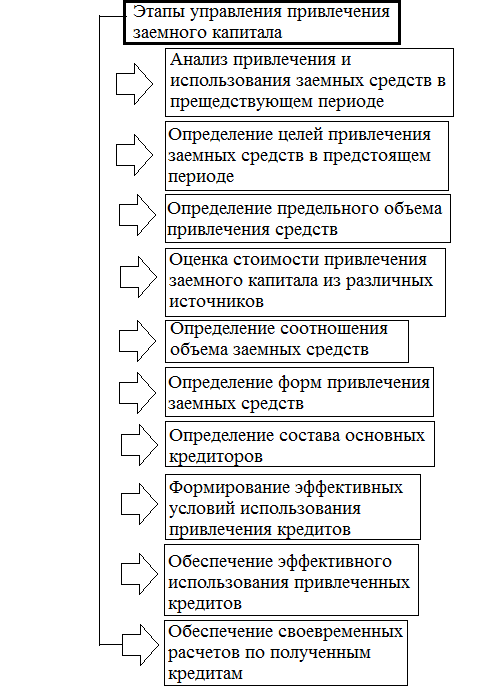 Этапы управления привлечения
заемного капитала
Анализ привлечения и
использования заемных средств в
прещедствующем периоде
Определение целей привлечения
заемных средств в предстоящем
периоде
Определение предельного объема
привлечения средств
Оценка стоимости привлечения
заемного капитала из различных
источников
Определение соотношения
объема заемных средств
Определение форм привлечения
заемных средств
Определение состава основных
кредиторов
Формирование эффективных
условий использования
привлечения кредитов
Обеспечение эффективного
использования привлеченных
кредитов
Обеспечение своевременных
расчетов по полученным
кредитам